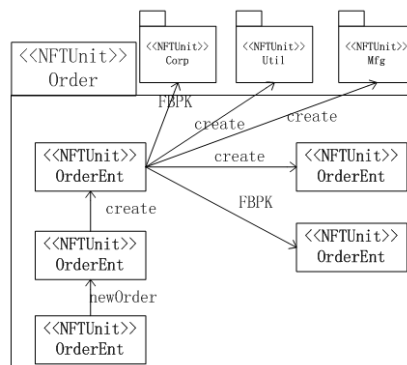 <<NFTUnit>>
Corp
<<NFTUnit>>
Util
<<NFTUnit>>
Mfg
<<NFTUnit>>
Order
FBPK
create
create
<<NFTUnit>>
OrderEnt
create
<<NFTUnit>>
OrderEnt
create
FBPK
<<NFTUnit>>
OrderEnt
<<NFTUnit>>
OrderEnt
newOrder
<<NFTUnit>>
OrderEnt